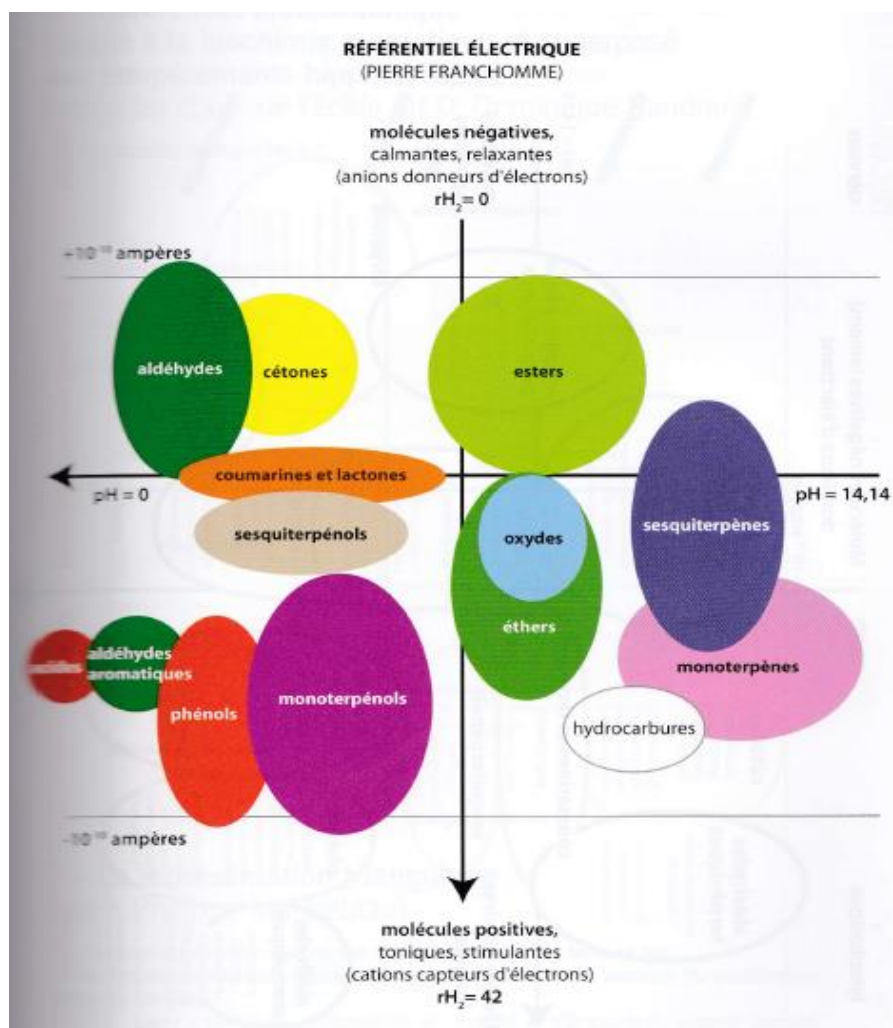 RÉFÉRENTIEL ÉLECTRIQUE
(PIERRE FRANCHOMME)
molécules négatives,
calmantes, relaxantes
(anions donneurs d'électrons)
rH₂= 0
ampères
aldéhydes
cétones
esters
coumarines et lactones
pH = 0
pH = 14,14
sesquiterpénols
oxydes
sesquiterpènes
éthers
aldéhydes
aromatiques
phénols
monoterpénols
monoterpènes
hydrocarbures
ampères
molécules positives,
toniques, stimulantes
(cations capteurs d'électrons)
rH₂= 42